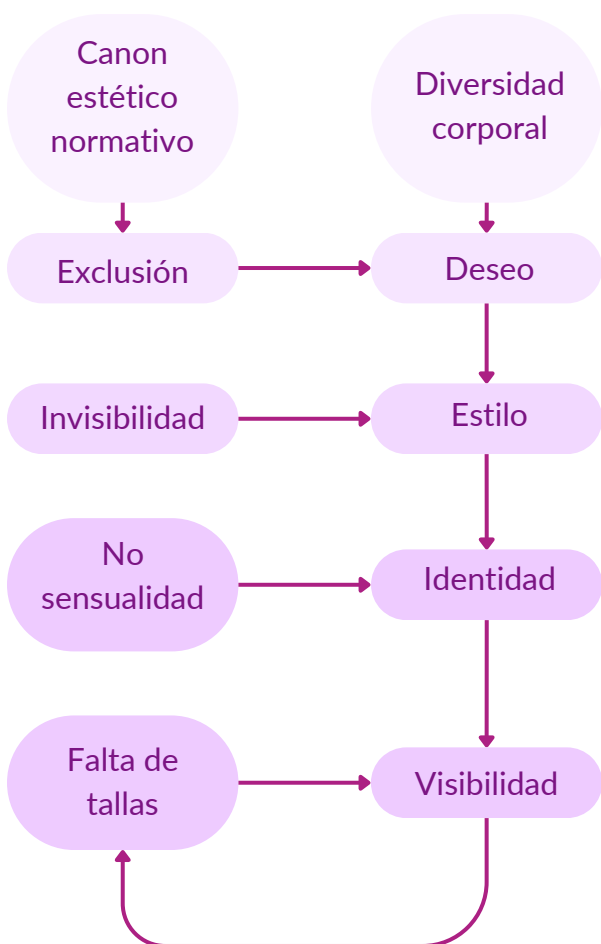 Canon
estético
normativo
Diversidad
corporal
Exclusión
Deseo
Invisibilidad
Estilo
No
sensualidad
Identidad
Falta de
tallas
Visibilidad